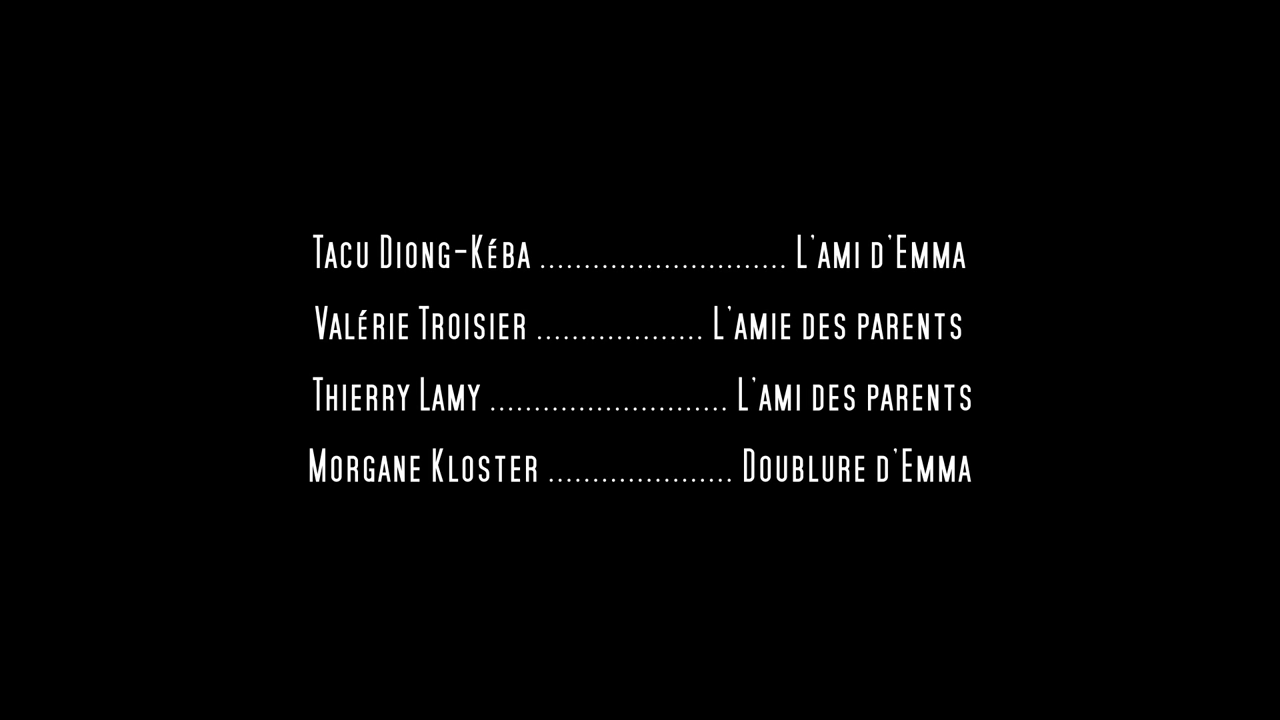 Tacu Diong-Kéba ............................ L'ami d'Emma
Valérie Troisier ................... L'amie des parents
Thierry Lamy ........................... L'ami des parents
Morgane Kloster ..................... Doublure d'Emma